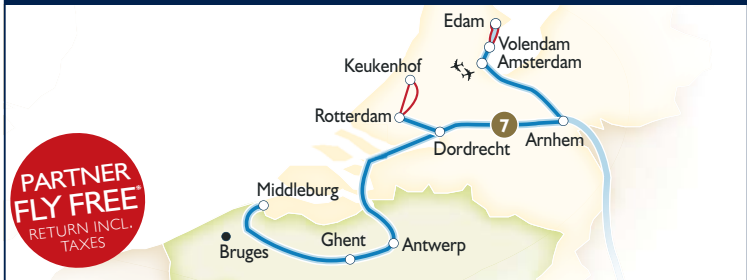 Edam
Volendam
Amsterdam
Keukenhof
Rotterdam
7
Arnhem
Dordrecht
PARTNER
FLY FREE*
RETURN INCL.
TAXES
Middleburg
Bruges
Ghent
Antwerp